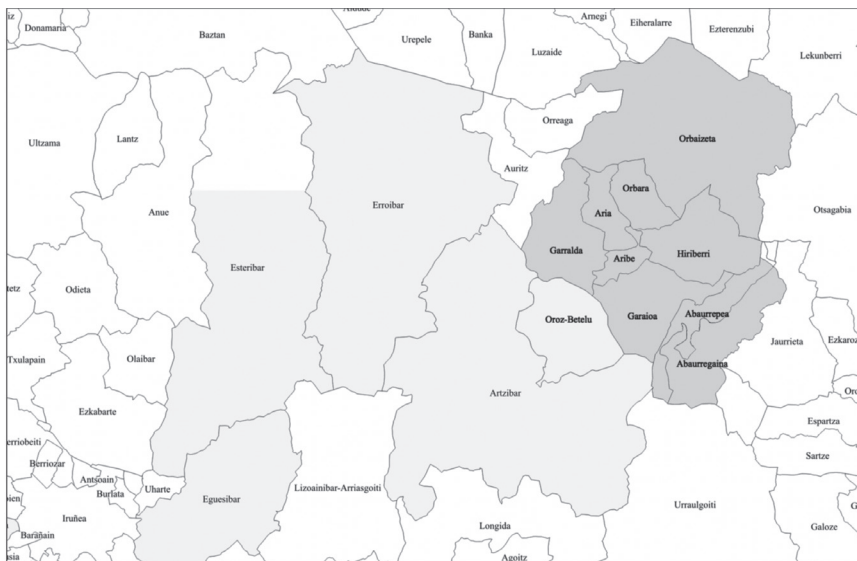 Donamaria
Baztan
Urepele
Banka
Arnegi
Luzaide
Eiheralarre
Ezterenzubi
Lekunberri
Ultzama
Lantz
Orreaga
Orbaizeta
Auritz
Orbara
Anue
Erroibar
Aria
Otsagabia
Esteribar
Garralda
Aribe
Hiriberri
Odieta
Oroz-Betelu
Garaioa
Abaurrepea
Txulapain
Olaibar
Jaurrieta
Ezkaroz
Abaurregaina
Ezkabarte
Artzibar
Espartza
Berriozar
Antsoain
Sartze
Burlata
Uharte
Eguesibar
Lizoainibar-Arriasgoiti
Urraulgoiti
Iruñea
Longida
Galoze
Barañain
Agoitz